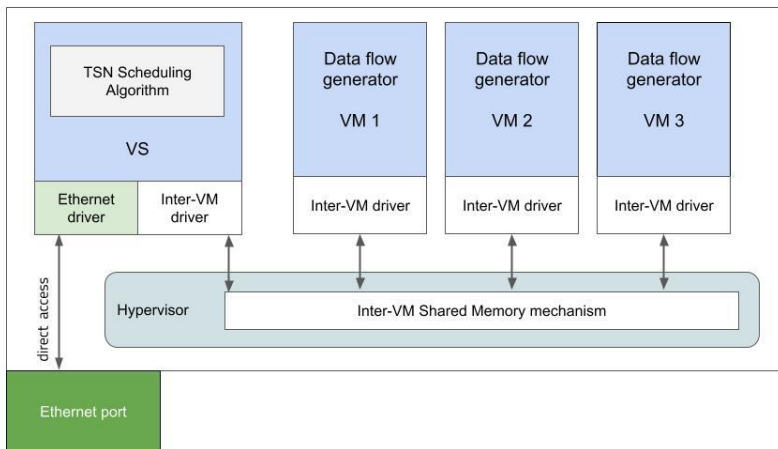 TSN Scheduling
Algorithm
VS
Ethernet
driver
Inter-VM
driver
Data flow
generator
VM 1
Inter-VM driver
Data flow
generator
VM 2
Inter-VM driver
Data flow
generator
VM 3
Inter-VM driver
direct access
Hypervisor
Inter-VM Shared Memory mechanism
Ethernet port